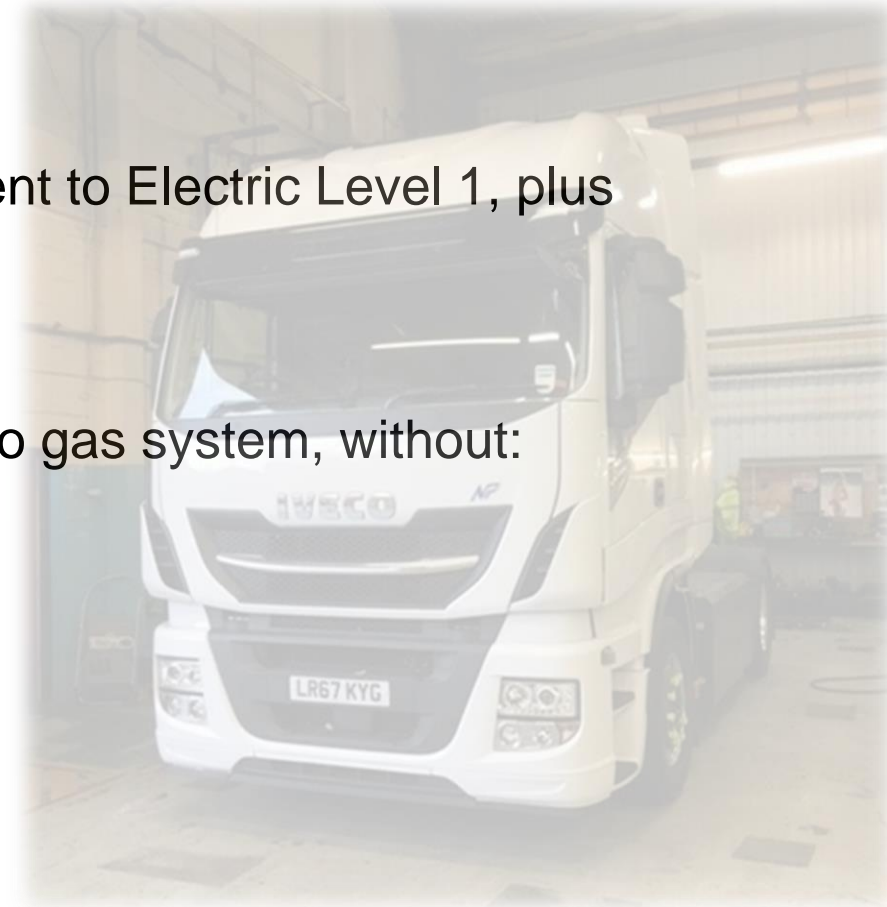 ent to Electric Level 1, plus
o gas system, without:
IVECO
NP
LR67 KYG